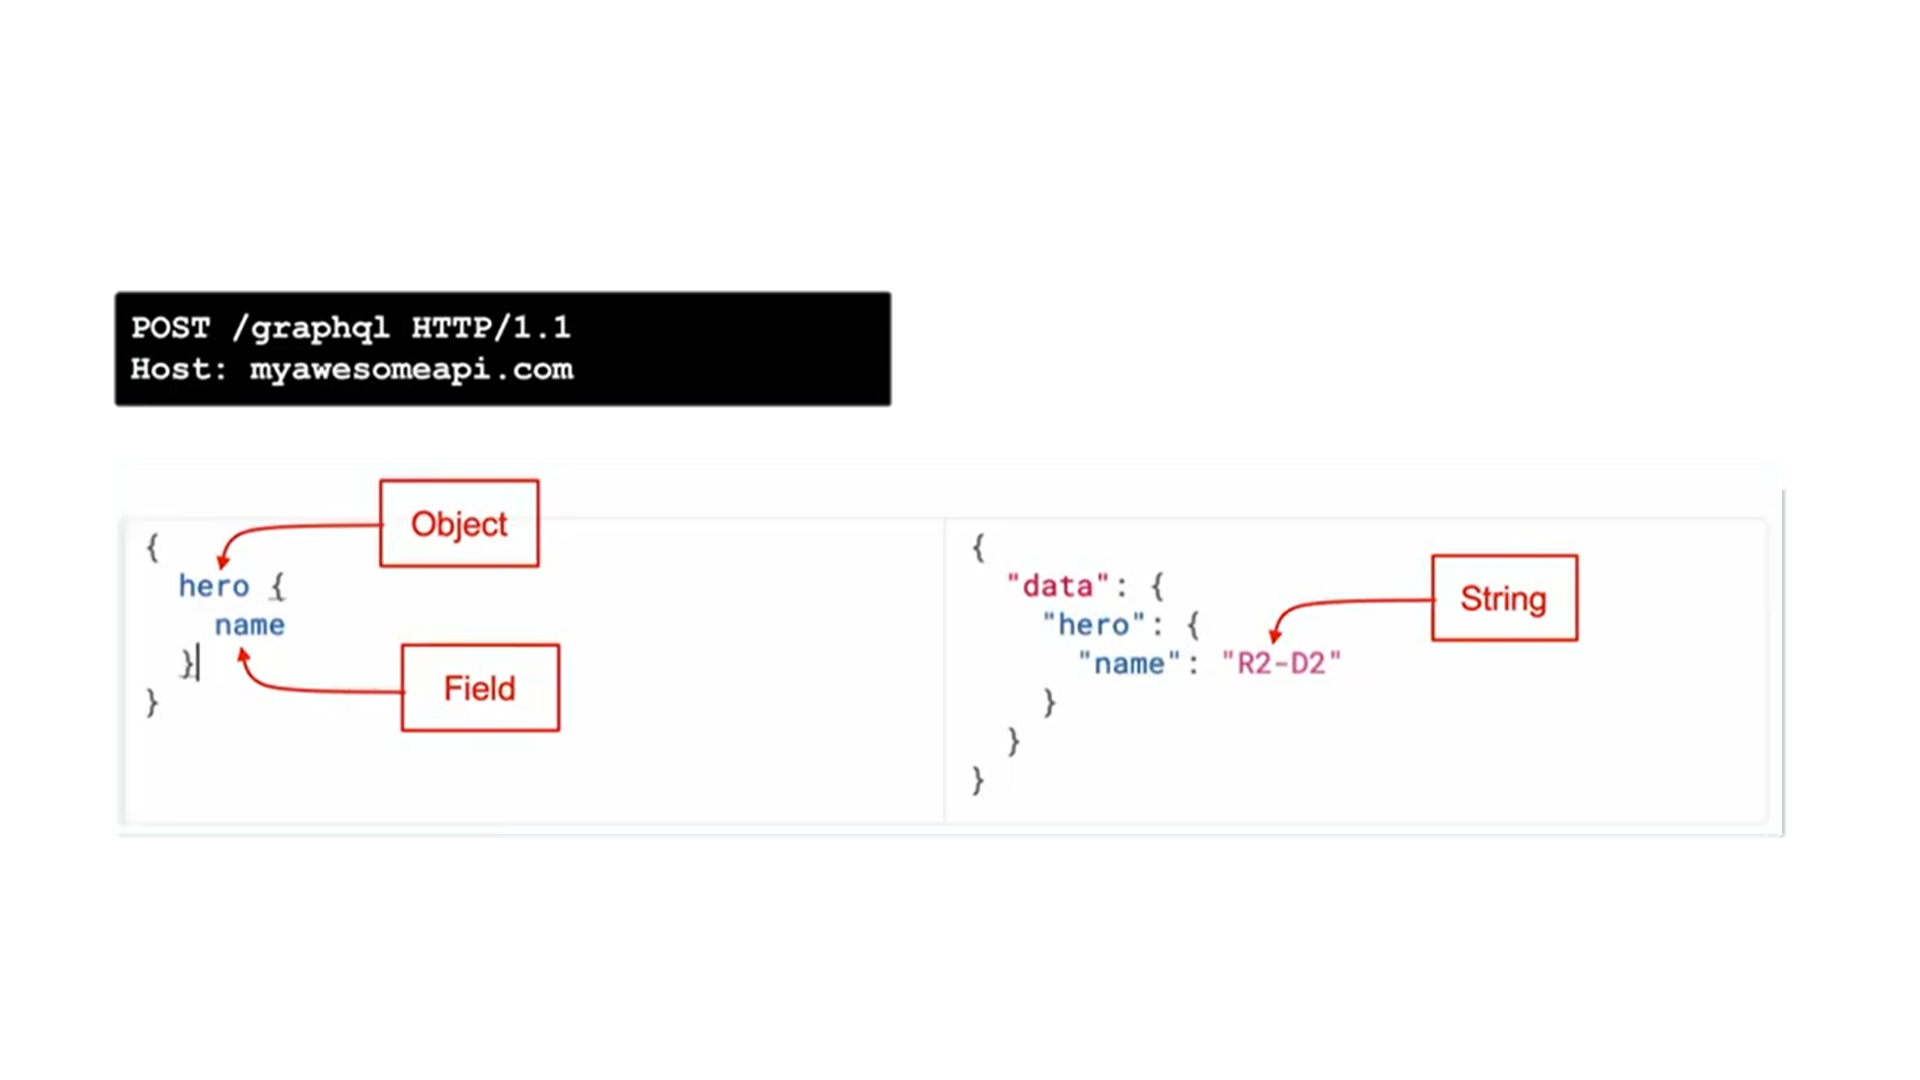 POST /graphql HTTP/1.1
Host: myawesomeapi.com
Object
{
hero {
name
}
}
Field
{
"data": {
"hero": {
"name": "R2-D2"
}
}
}
String